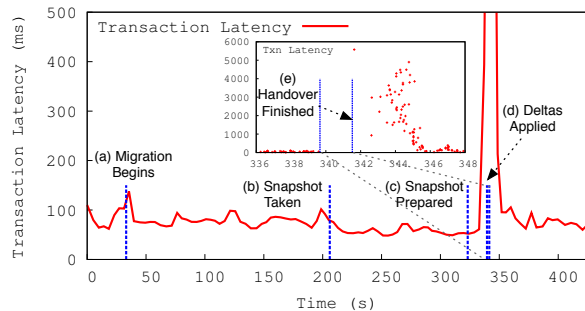 Transaction Latency (ms)
500
400
300
200
100
0
Transaction Latency
6000
5000
4000
3000
2000
1000
0
Txn Latency
(e)
Handover
Finished
336 338 340 342 344 346 348
(d) Deltas
Applied
(a) Migration
Begins
(b) Snapshot
Taken
(c) Snapshot
Prepared
0 50 100 150 200 250 300 350 400
Time (s)